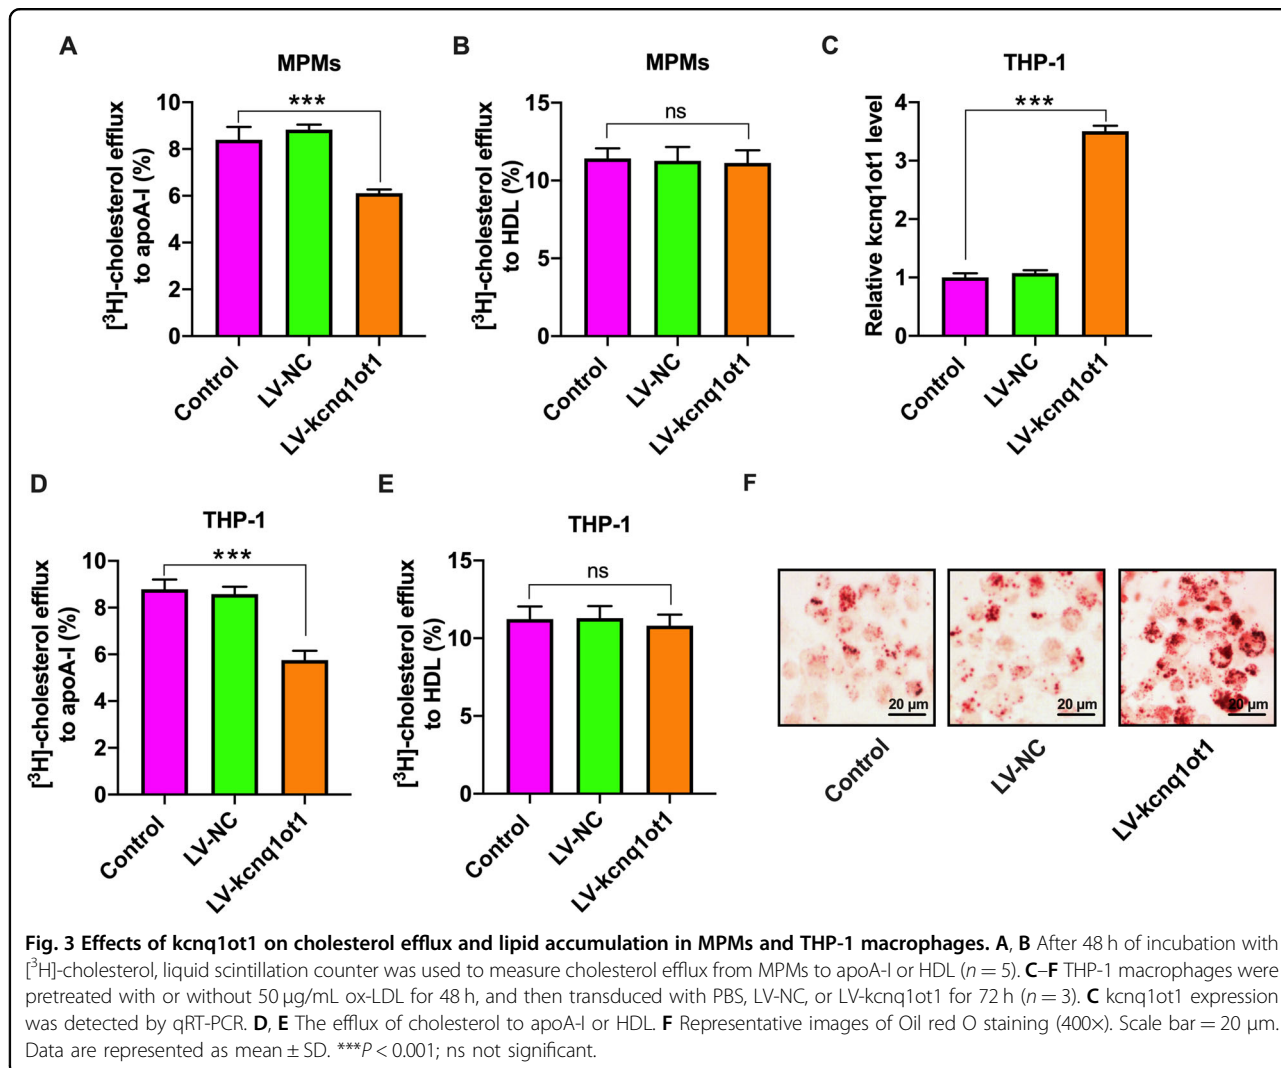 A
MPMs
[³H]-cholesterol efflux
to apoA-I (%)
10
8
6
4
2
0
***
Control
LV-NC
LV-kcnq1ot1
B
MPMs
[³H]-cholesterol efflux
to HDL (%)
15
10
5
0
ns
Control
LV-NC
LV-kcnq1ot1
C
THP-1
Relative kcnq1ot1 level
4
3
2
1
0
***
Control
LV-NC
LV-kcnq1ot1
D
THP-1
[³H]-cholesterol efflux
to apoA-I (%)
10
8
6
4
2
0
***
Control
LV-NC
LV-kcnq1ot1
E
THP-1
[³H]-cholesterol efflux
to HDL (%)
15
10
5
0
ns
Control
LV-NC
LV-kcnq1ot1
F
20 μm
20 μm
20 μm
Control
LV-NC
LV-kcnq1ot1
Fig. 3 Effects of kcnq1ot1 on cholesterol efflux and lipid accumulation in MPMs and THP-1 macrophages. A, B After 48 h of incubation with
[³H]-cholesterol, liquid scintillation counter was used to measure cholesterol efflux from MPMs to apoA-I or HDL (n = 5). C–F THP-1 macrophages were
pretreated with or without 50 μg/mL ox-LDL for 48 h, and then transduced with PBS, LV-NC, or LV-kcnq1ot1 for 72 h (n = 3). C kcnq1ot1 expression
was detected by qRT-PCR. D, E The efflux of cholesterol to apoA-I or HDL. F Representative images of Oil red O staining (400×). Scale bar = 20 μm.
Data are represented as mean ± SD. ***P < 0.001; ns not significant.